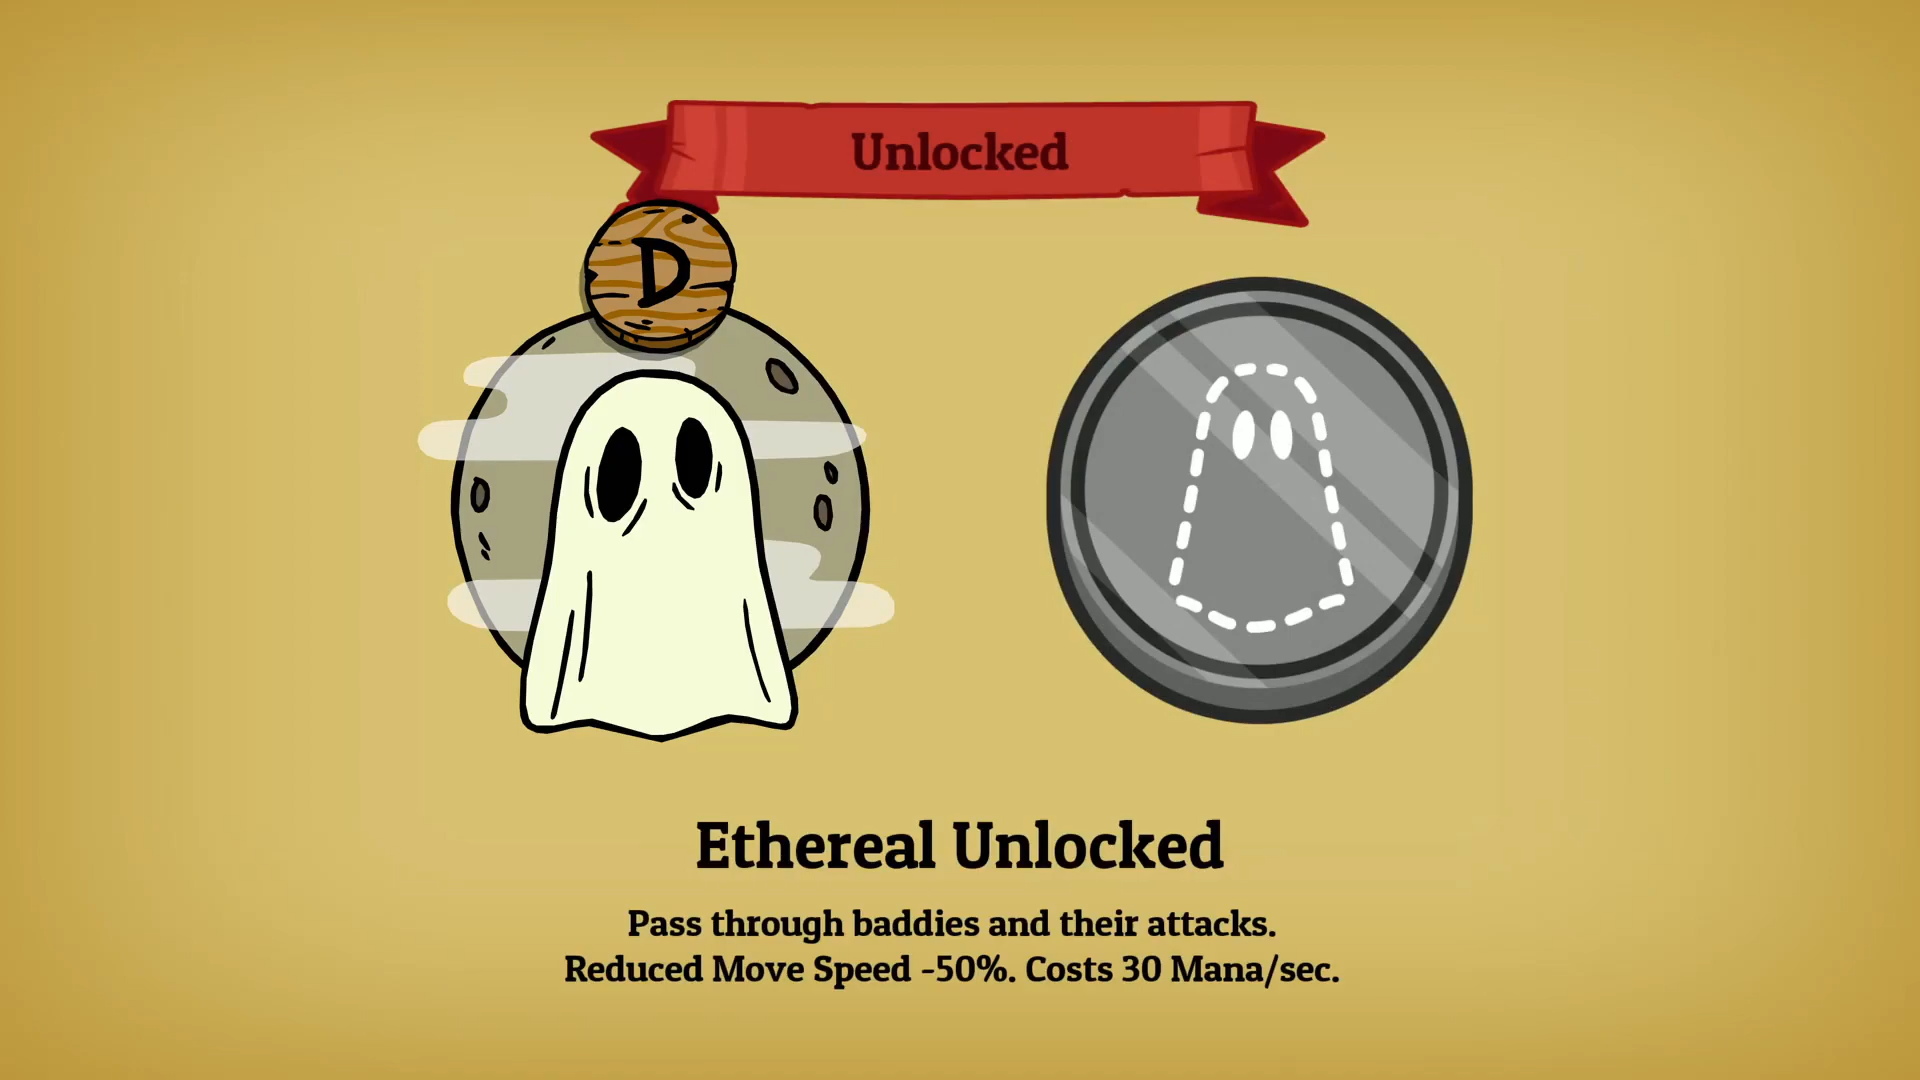 Unlocked
D
Ethereal Unlocked
Pass through baddies and their attacks.
Reduced Move Speed -50%. Costs 30 Mana/sec.